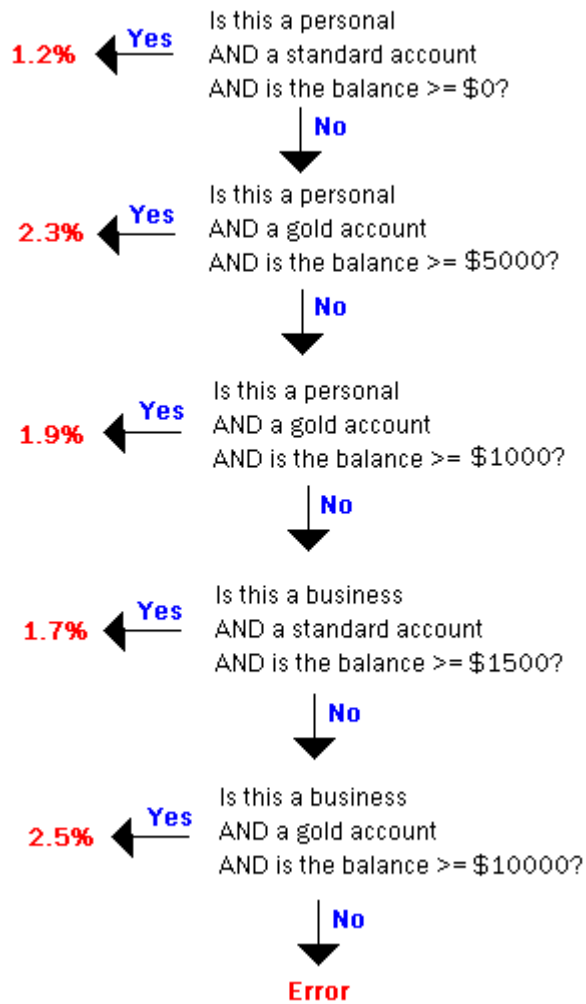 Is this a personal
1.2% Yes AND a standard account
AND is the balance >= $0?
No
Is this a personal
2.3% Yes AND a gold account
AND is the balance >= $5000?
No
Is this a personal
1.9% Yes AND a gold account
AND is the balance >= $1000?
No
Is this a business
1.7% Yes AND a standard account
AND is the balance >= $1500?
No
Is this a business
2.5% Yes AND a gold account
AND is the balance >= $10000?
No
Error